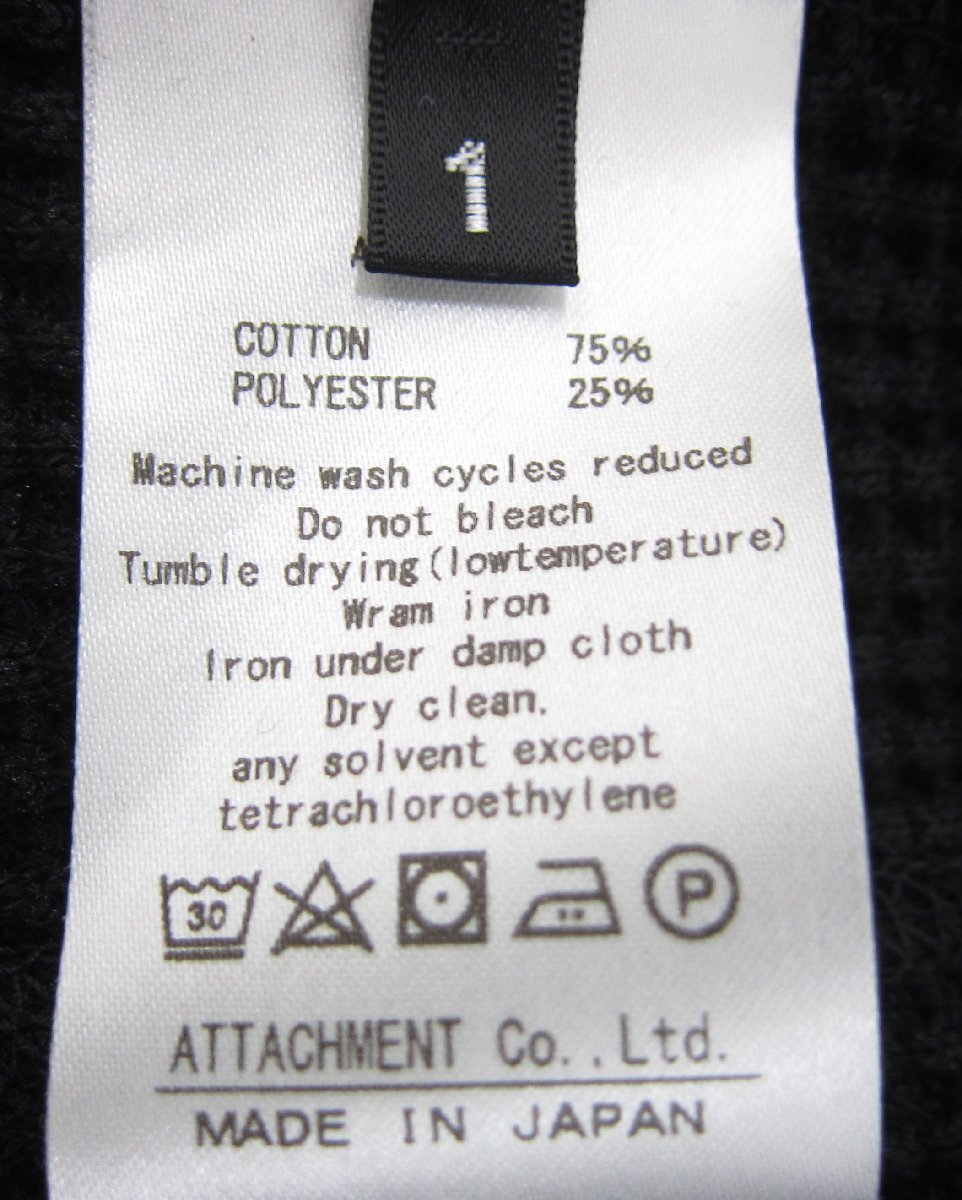 1
COTTON 75%
POLYESTER 25%
Machine wash cycles reduced
Do not bleach
Tumble drying(lowtemperature)
Wram iron
Iron under damp cloth
Dry clean.
any solvent except
tetrachloroethylene
30 P
ATTACHMENT Co.,Ltd.
MADE IN JAPAN